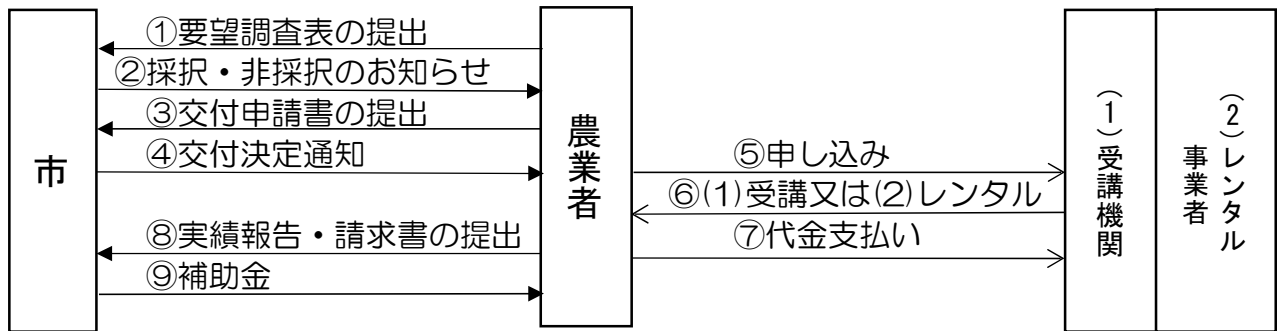 市
①要望調査表の提出
②採択・非採択のお知らせ
③交付申請書の提出
④交付決定通知
⑧実績報告・請求書の提出
⑨補助金
農業者
⑤申し込み
⑥(1)受講又は(2)レンタル
⑦代金支払い
(1)受講機関
(2)レンタル
事業者